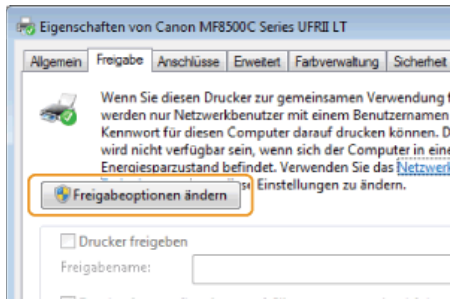 Eigenschaften von Canon MF8500C Series UFRII LT
Allgemein Freigabe Anschlüsse Erweitert Farbverwaltung Sicherheit
Wenn Sie diesen Drucker zur gemeinsamen Verwendung
werden nur Netzwerkbenutzer mit einem Benutzernamen
Kennwort für diesen Computer darauf drucken können.
wird nicht verfügbar sein, wenn sich der Computer in
Energiesparzustand befindet. Verwenden Sie das
Einstellungen zu ändern.
Freigabeoptionen ändern
Drucker freigeben
Freigabename: